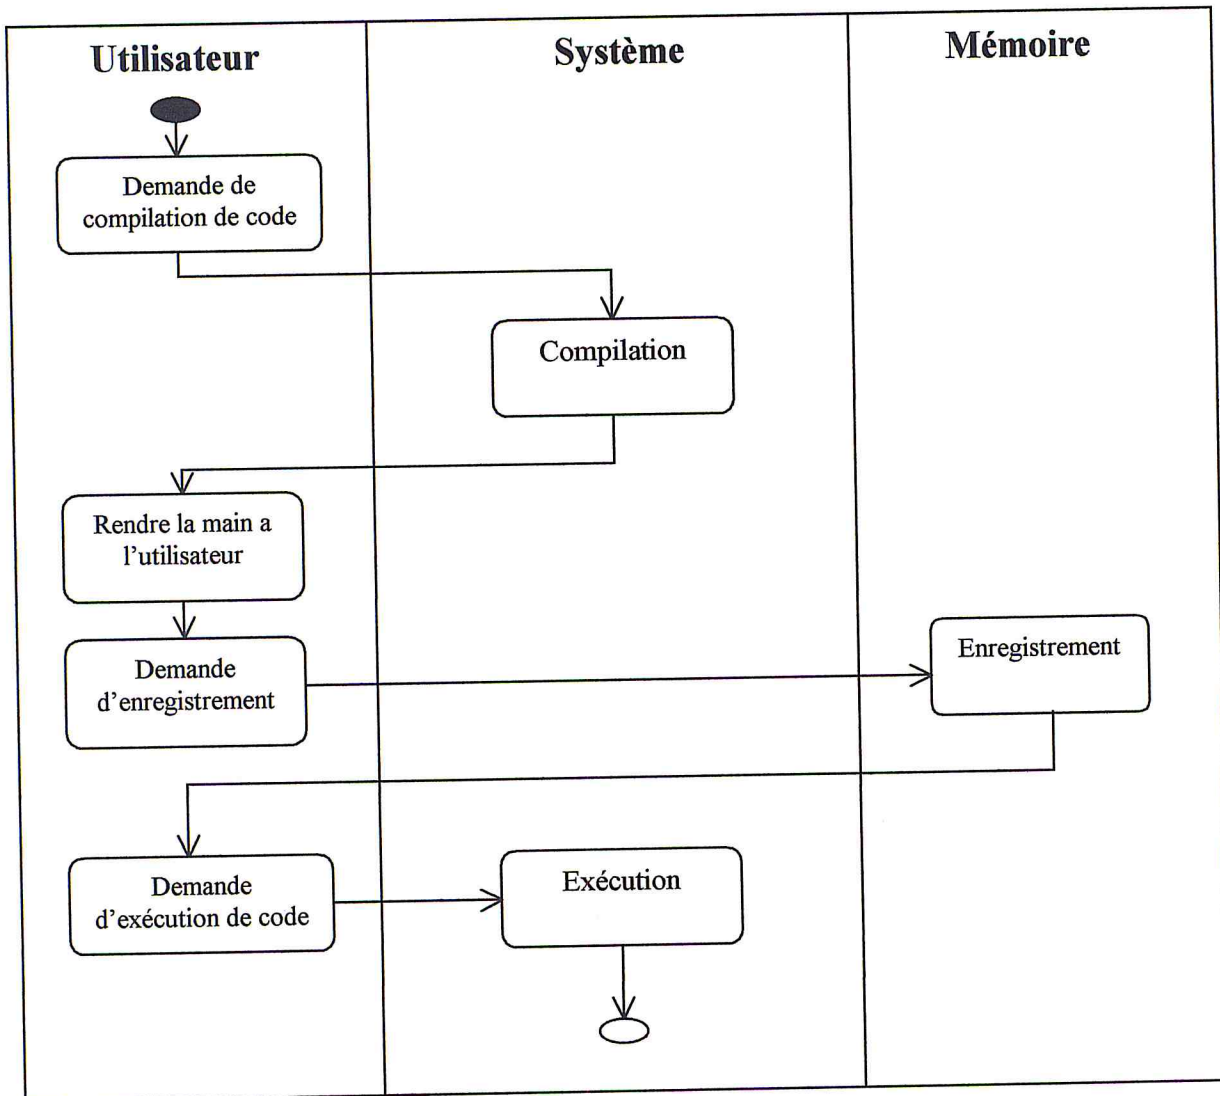 Utilisateur
Système
Mémoire
Demande de
compilation de code
Compilation
Rendre la main a
l'utilisateur
Demande
d'enregistrement
Enregistrement
Demande
d'exécution de code
Exécution